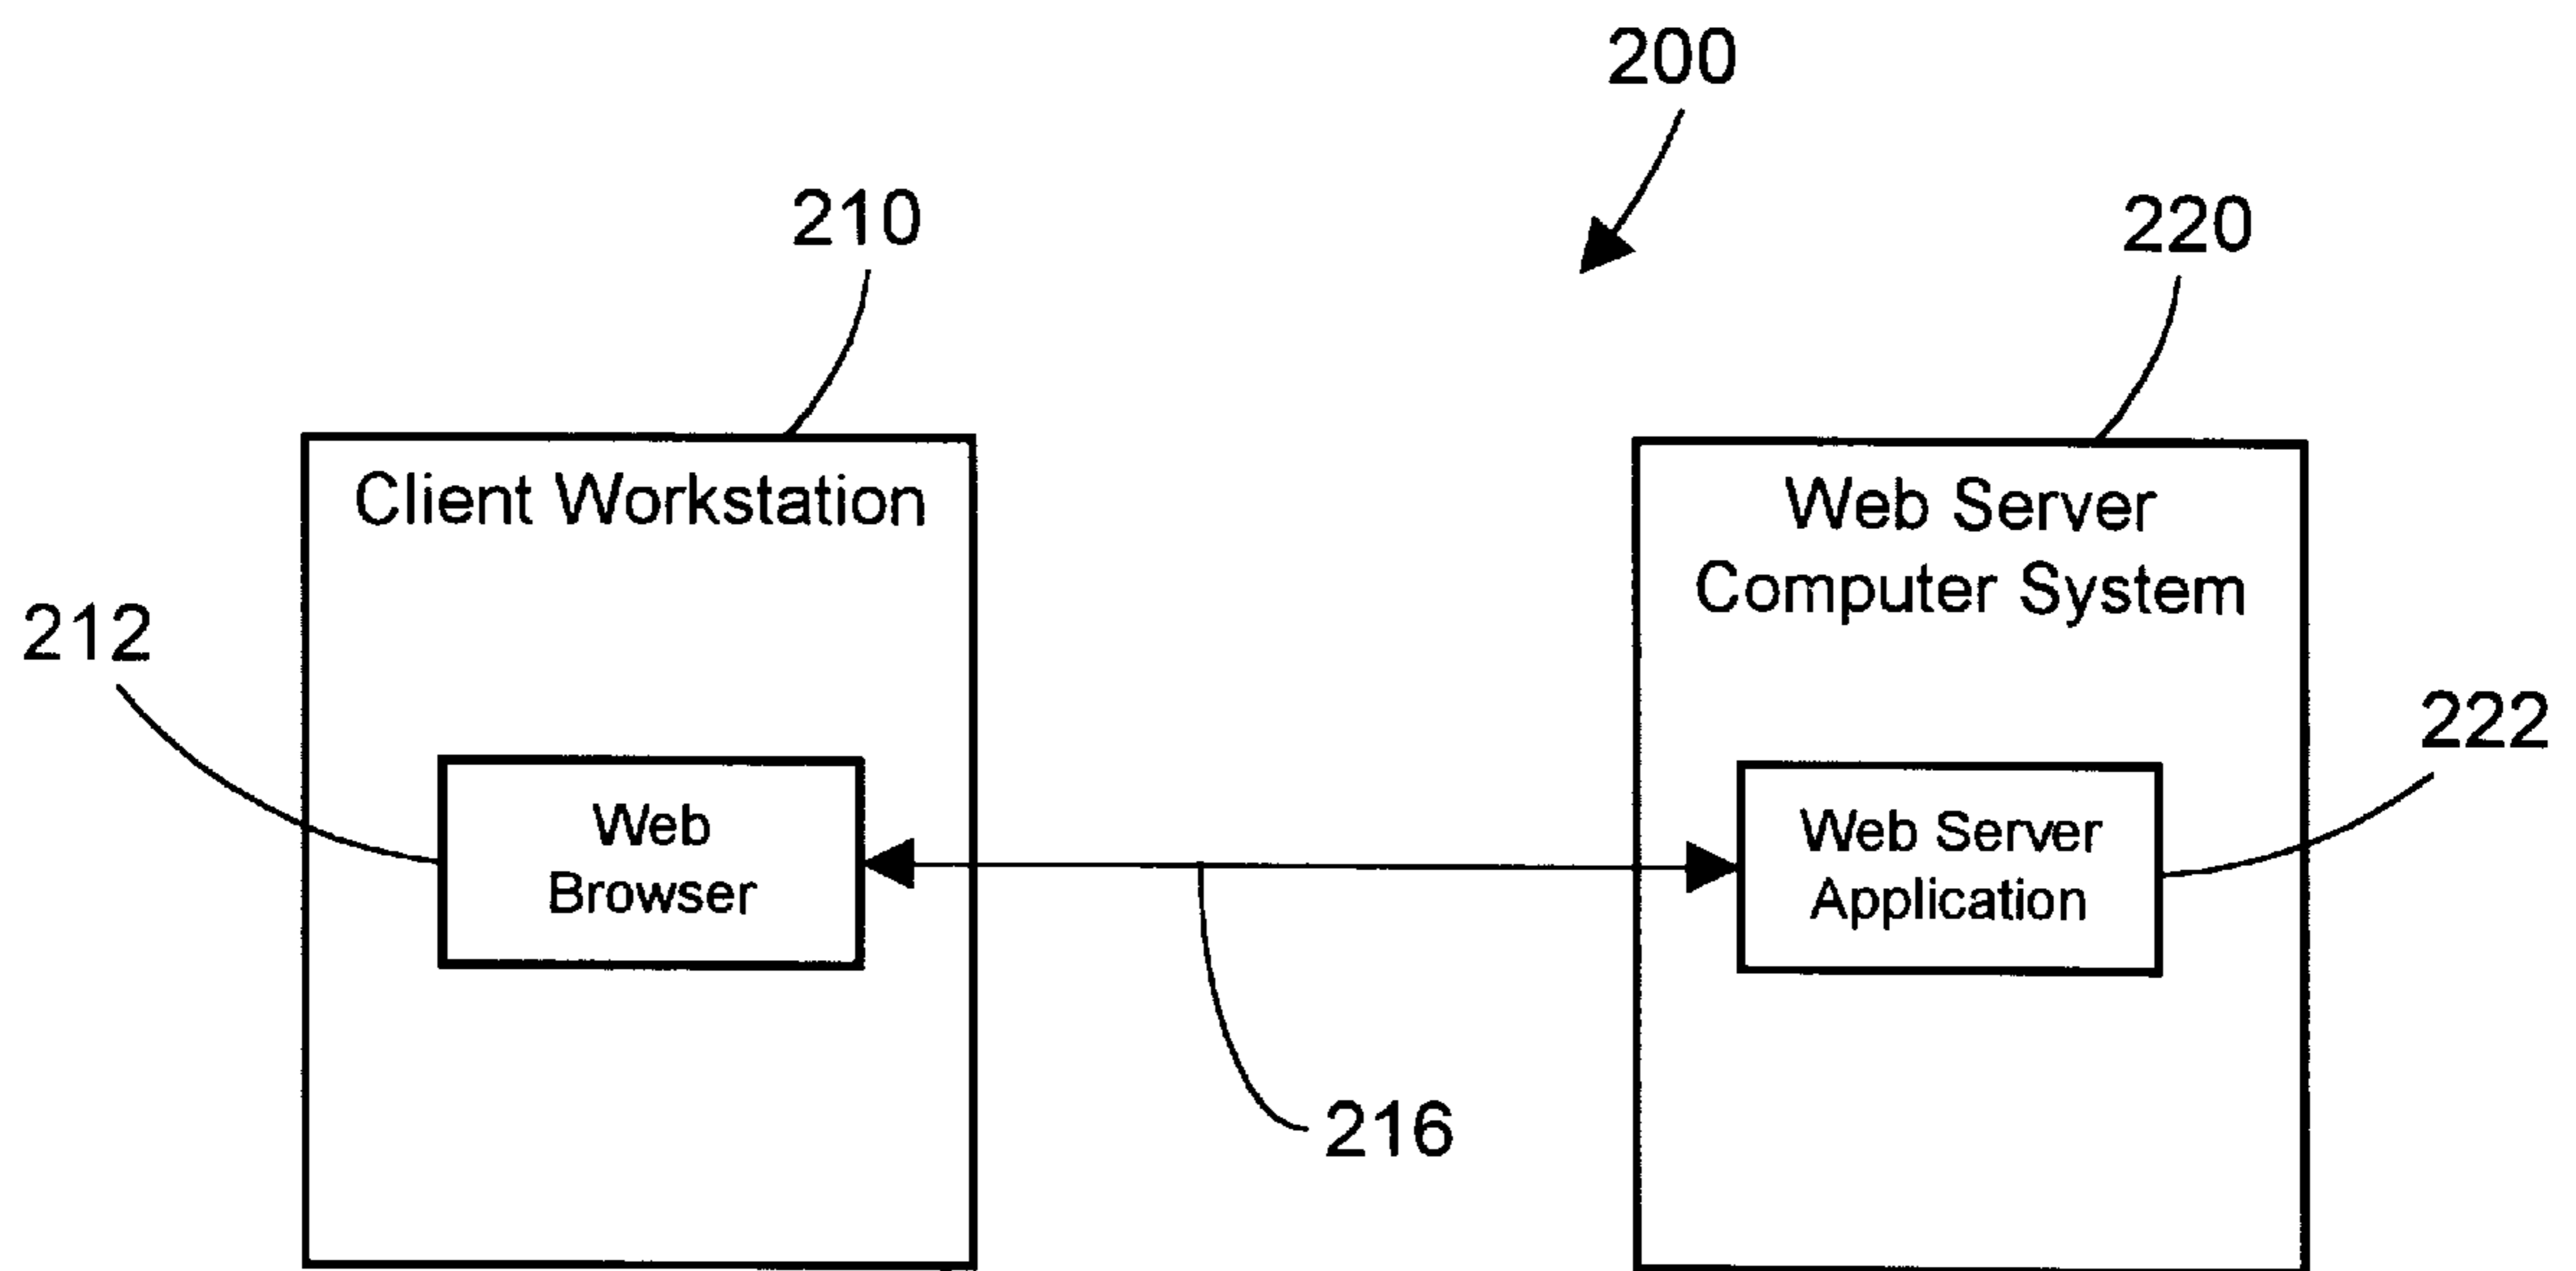 200
210
220
Client Workstation
Web Server
Computer System
212
222
Web
Browser
Web Server
Application
216